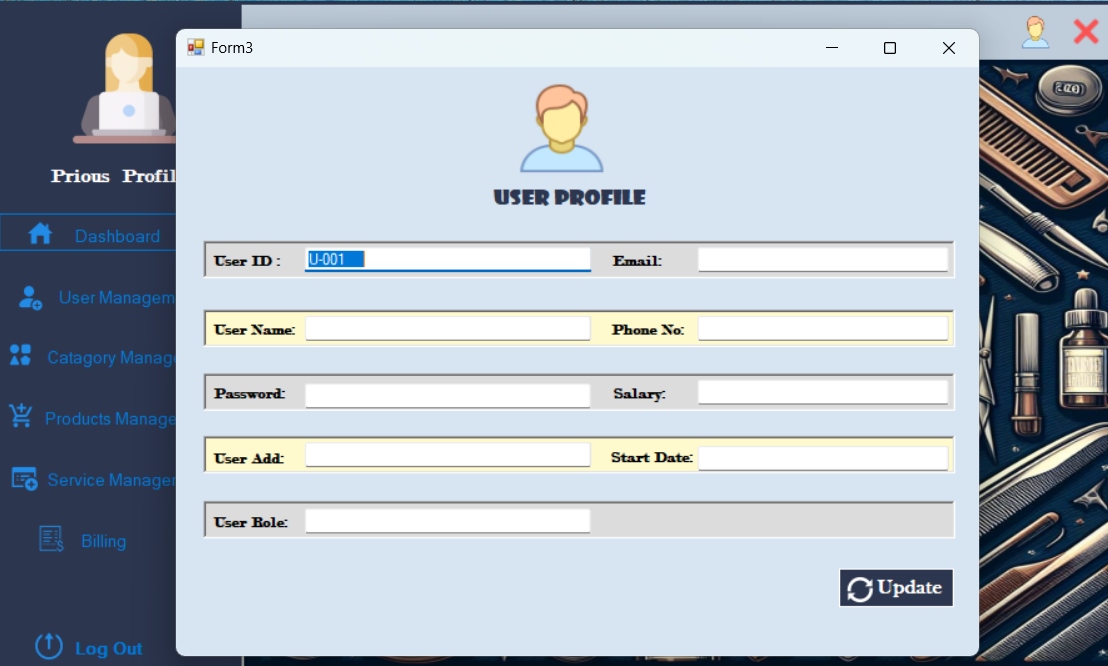 Form3
Prious Profil
USER PROFILE
Dashboard
User ID :
U-001
Email:
User Managem
User Name:
Phone No:
Catagory Manag
Password:
Salary:
Products Manage
User Add:
Start Date:
Service Manager
User Role:
Billing
Update
Log Out